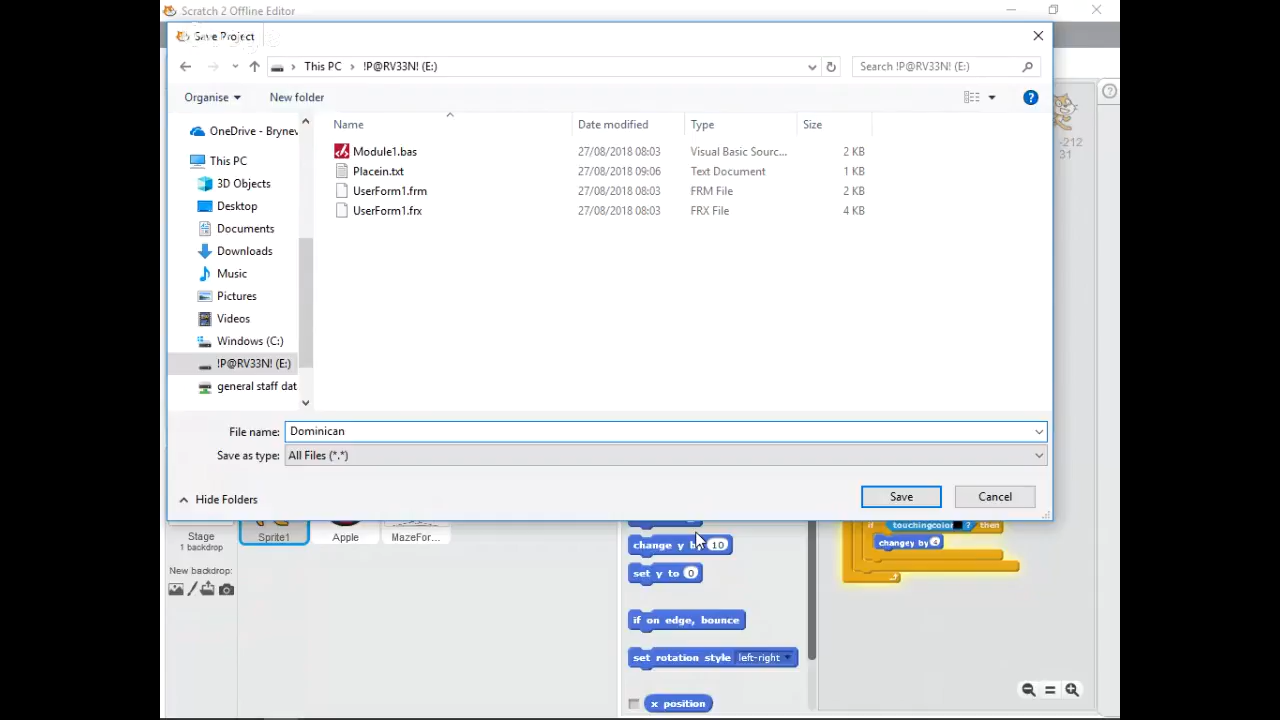 Scratch 2 Offline Editor
Save Project
This PC > !P@RV33N! (E:)
Search !P@RV33N! (E:)
Organise
New folder
OneDrive - Brynev
This PC
3D Objects
Desktop
Documents
Downloads
Music
Pictures
Videos
Windows (C:)
!P@RV33N! (E:)
general staff dat
Name Date modified Type Size
Module1.bas 27/08/2018 08:03 Visual Basic Sourc... 2 KB
Placein.txt 27/08/2018 09:06 Text Document 1 KB
UserForm1.frm 27/08/2018 08:03 FRM File 2 KB
UserForm1.frx 27/08/2018 08:03 FRX File 4 KB
File name: Dominican
Save as type: All Files (*.*)
Hide Folders
Save
Cancel
-212
31
Stage
1 backdrop
New backdrop:
Sprite1
Apple
MazeFor...
change y by 10
set y to 0
if on edge, bounce
set rotation style left-right
x position
if touchingcolor ? then
changey by 4